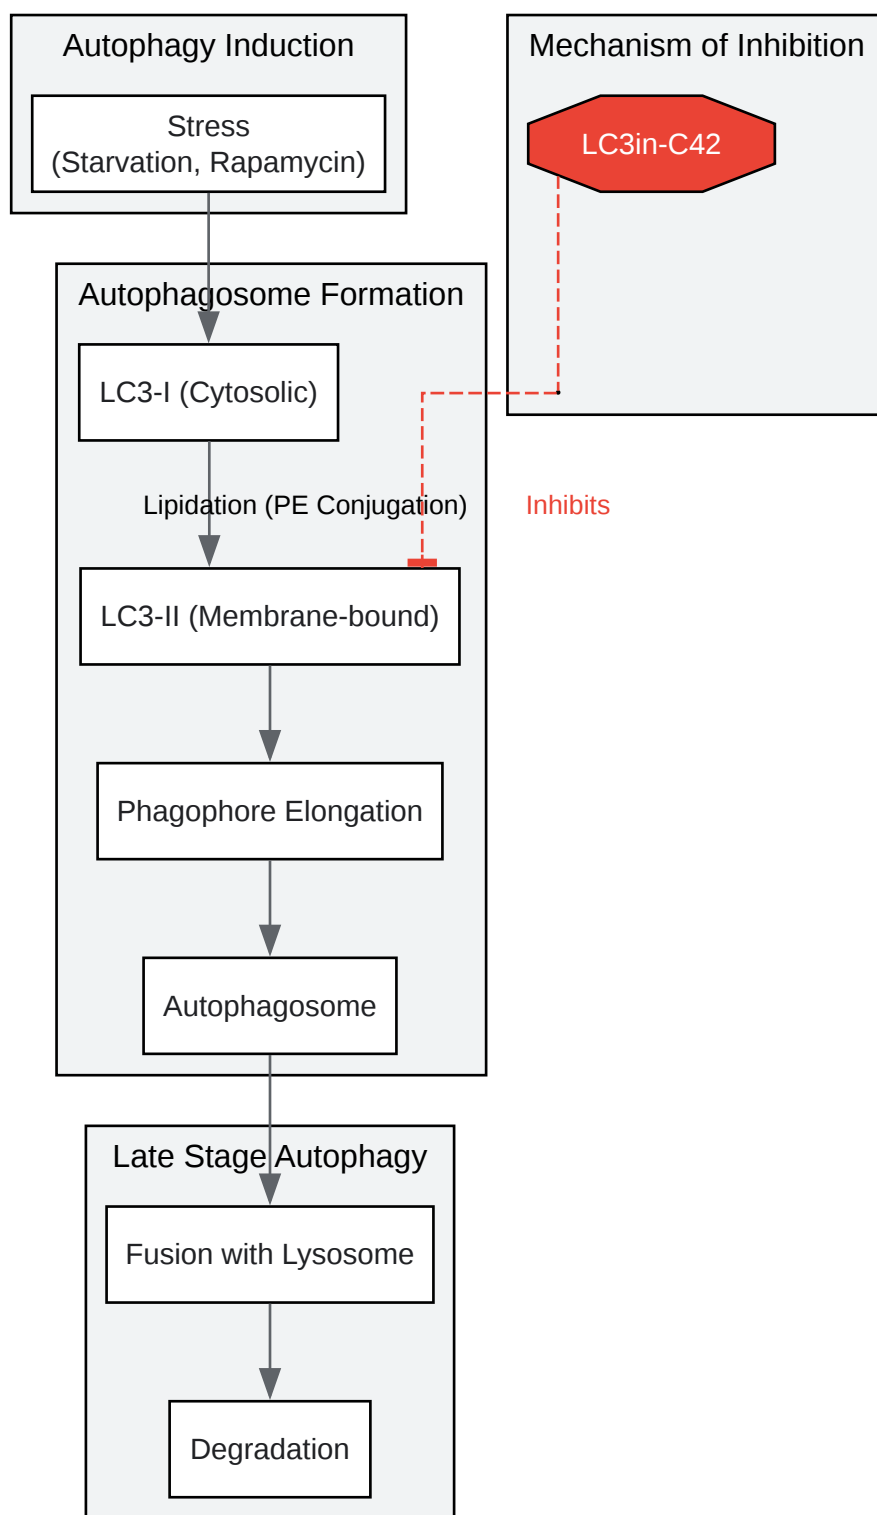 Autophagy Induction
Stress
(Starvation, Rapamycin)
Mechanism of Inhibition
LC3in-C42
Autophagosome Formation
LC3-I (Cytosolic)
Lipidation (PE Conjugation)
Inhibits
LC3-II (Membrane-bound)
Phagophore Elongation
Autophagosome
Late Stage Autophagy
Fusion with Lysosome
Degradation